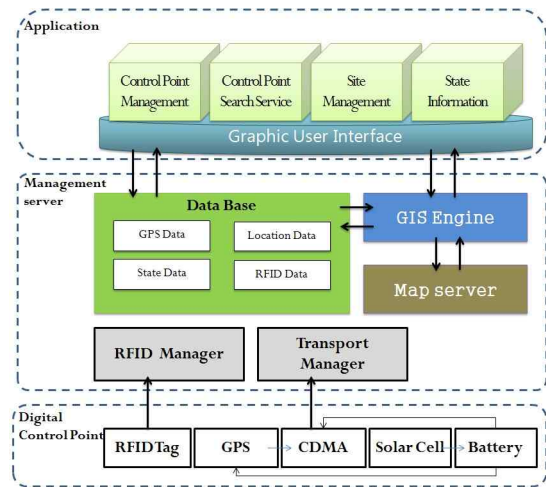 Application
Control Point
Management
Control Point
Search Service
Site
Management
State
Information
Graphic User Interface
Management
server
Data Base
GPS Data
Location Data
State Data
RFID Data
GIS Engine
Map server
RFID Manager
Transport
Manager
Digital
Control Point
RFIDTag
GPS
CDMA
Solar Cell
Battery